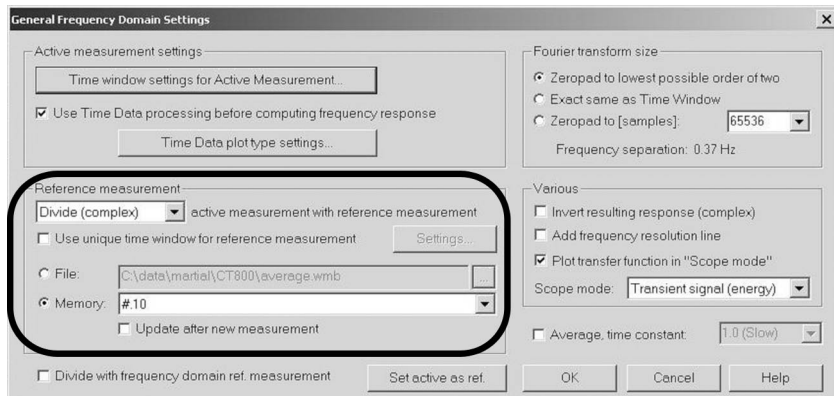 General Frequency Domain Settings
Active measurement settings
Time window settings for Active Measurement...
Use Time Data processing before computing frequency response
Time Data plot type settings...
Reference measurement
Divide (complex) active measurement with reference measurement
Use unique time window for reference measurement Settings...
File: C:\data\martial\CT800\average.wmb ...
Memory: #.10
Update after new measurement
Divide with frequency domain ref. measurement Set active as ref.
Fourier transform size
Zeropad to lowest possible order of two
Exact same as Time Window
Zeropad to [samples]: 65536
Frequency separation: 0.37 Hz
Various
Invert resulting response (complex)
Add frequency resolution line
Plot transfer function in "Scope mode"
Scope mode: Transient signal (energy)
Average, time constant: 1.0 (Slow)
OK Cancel Help